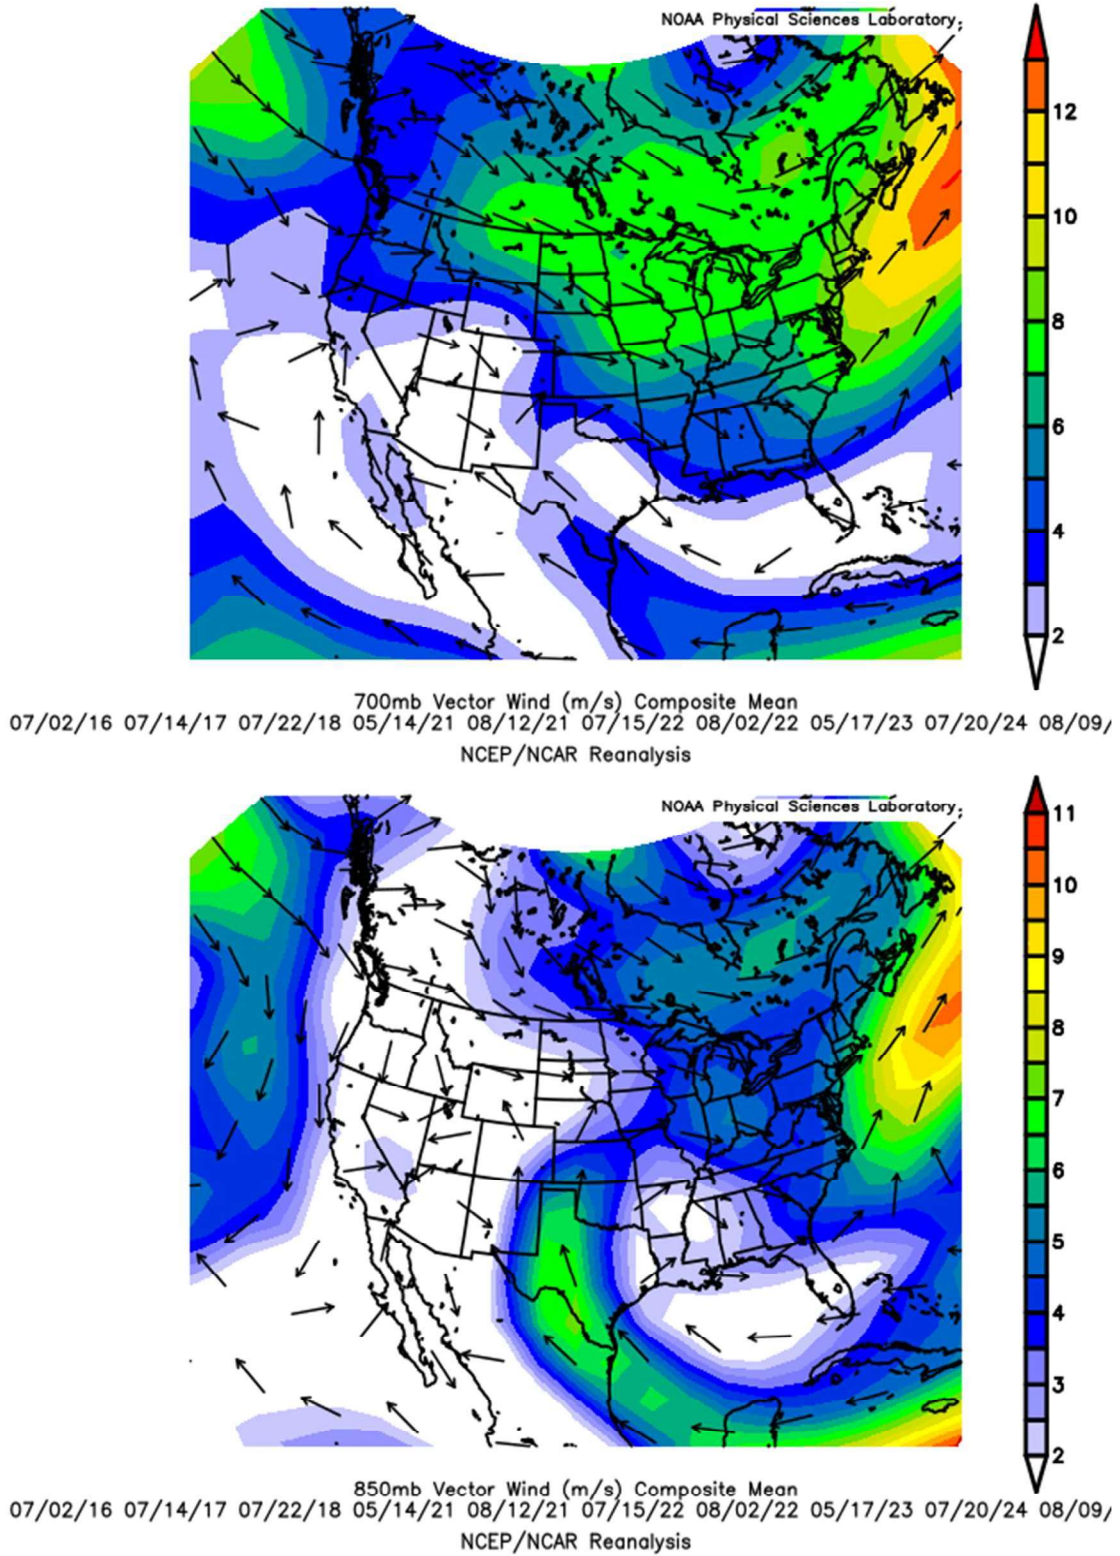 NOAA Physical Sciences Laboratory
12
10
8
6
4
2
700mb Vector Wind (m/s) Composite Mean
07/02/16 07/14/17 07/22/18 05/14/21 08/12/21 07/15/22 08/02/22 05/17/23 07/20/24 08/09/
NCEP/NCAR Reanalysis
NOAA Physical Sciences Laboratory
11
10
9
8
7
6
5
4
3
2
850mb Vector Wind (m/s) Composite Mean
07/02/16 07/14/17 07/22/18 05/14/21 08/12/21 07/15/22 08/02/22 05/17/23 07/20/24 08/09/
NCEP/NCAR Reanalysis